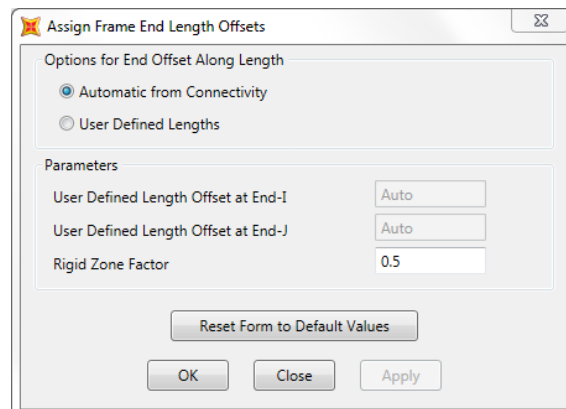 Assign Frame End Length Offsets
Options for End Offset Along Length
Automatic from Connectivity
User Defined Lengths
Parameters
User Defined Length Offset at End-I Auto
User Defined Length Offset at End-J Auto
Rigid Zone Factor 0.5
Reset Form to Default Values
OK Close Apply